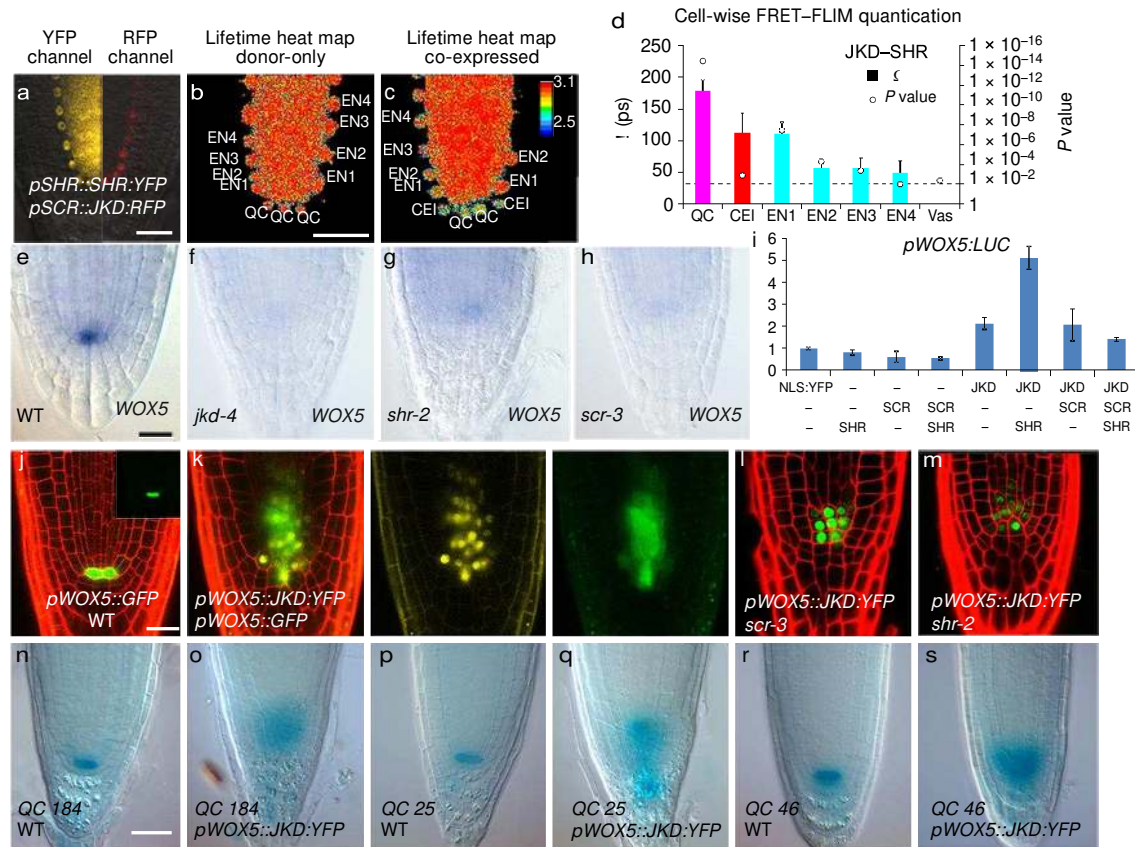 YFP channel
RFP channel
Lifetime heat map donor-only
Lifetime heat map co-expressed
d
Cell-wise FRET–FLIM quantication
a
pSHR::SHR:YFP
pSCR::JKD:RFP
b
EN4
EN3
EN4
EN3
EN2
EN2
EN1
EN1
QC
QC
QC
c
3.1
2.5
EN4
EN3
EN2
EN2
EN1
EN1
CEI
CEI
QC
QC
QC
250
200
150
100
50
0
! (ps)
JKD–SHR
P value
1 × 10⁻¹⁶
1 × 10⁻¹⁴
1 × 10⁻¹²
1 × 10⁻¹⁰
1 × 10⁻⁸
1 × 10⁻⁶
1 × 10⁻⁴
1 × 10⁻²
1
P value
QC CEI EN1 EN2 EN3 EN4 Vas
e
WT
WOX5
f
jkd-4
WOX5
g
shr-2
WOX5
h
scr-3
WOX5
i
pWOX5:LUC
6
5
4
3
2
1
0
NLS:YFP – – – JKD JKD JKD JKD
– – SCR SCR – – SCR SCR
– SHR – SHR – SHR – SHR
j
pWOX5::GFP
WT
k
pWOX5::JKD:YFP
pWOX5::GFP
l
pWOX5::JKD:YFP
scr-3
m
pWOX5::JKD:YFP
shr-2
n
QC 184
WT
o
QC 184
pWOX5::JKD:YFP
p
QC 25
WT
q
QC 25
pWOX5::JKD:YFP
r
QC 46
WT
s
QC 46
pWOX5::JKD:YFP